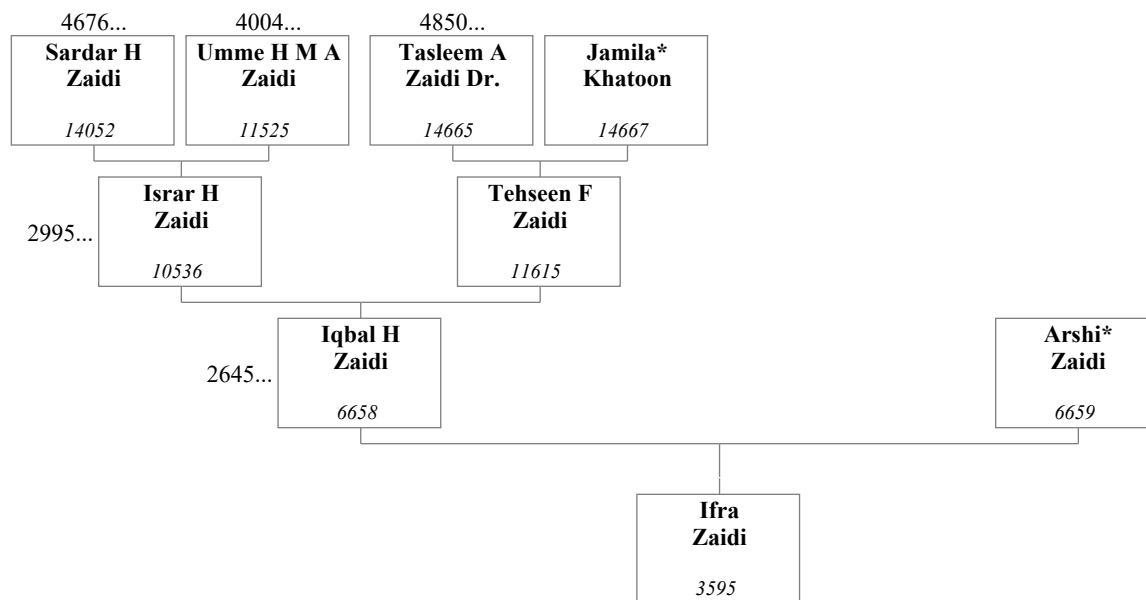 4676...
4004...
4850...
Sardar H
Zaidi
14052
Umme H M A
Zaidi
11525
Tasleem A
Zaidi Dr.
14665
Jamila*
Khatoon
14667
2995...
Israr H
Zaidi
10536
Tehseen F
Zaidi
11615
2645...
Iqbal H
Zaidi
6658
Arshi*
Zaidi
6659
Ifra
Zaidi
3595